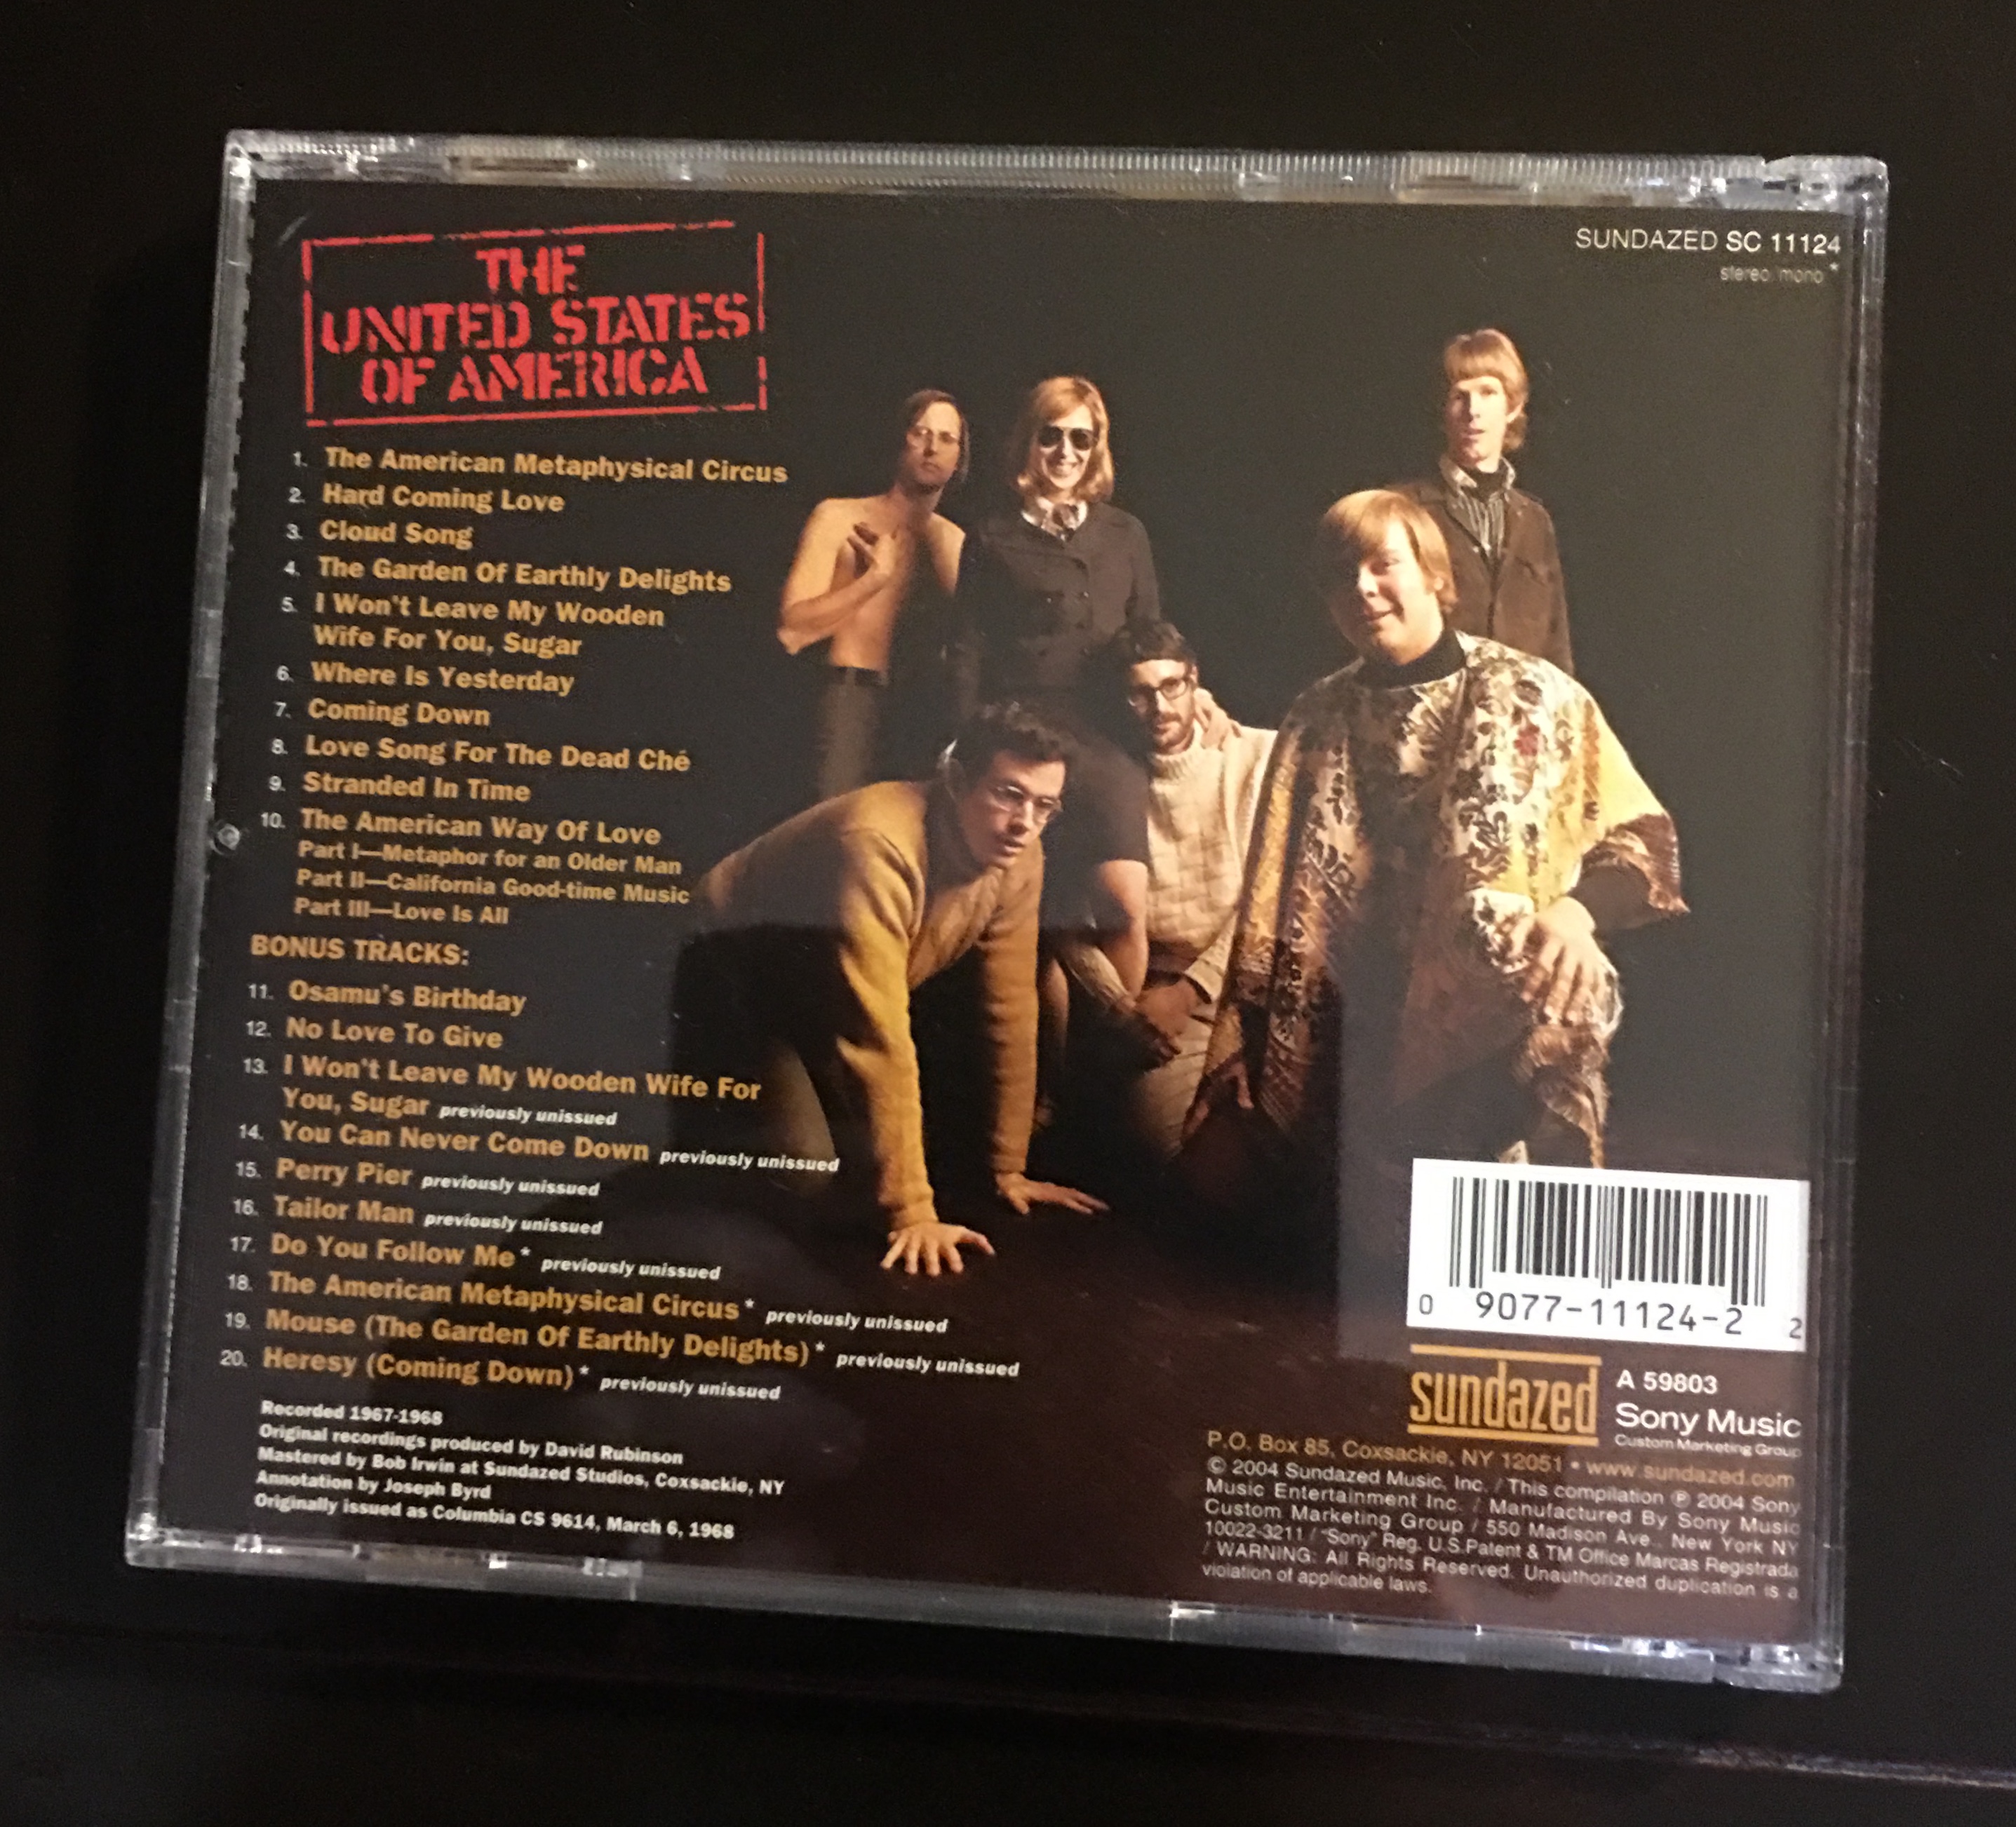 THE
UNITED STATES
OF AMERICA
SUNDAZED SC 11124
stereo/mono*
1. The American Metaphysical Circus
2. Hard Coming Love
3. Cloud Song
4. The Garden Of Earthly Delights
5. I Won't Leave My Wooden
Wife For You, Sugar
6. Where Is Yesterday
7. Coming Down
8. Love Song For The Dead Ché
9. Stranded In Time
10. The American Way Of Love
Part I—Metaphor for an Older Man
Part II—California Good-time Music
Part III—Love Is All
BONUS TRACKS:
11. Osamu's Birthday
12. No Love To Give
13. I Won't Leave My Wooden Wife For
You, Sugar previously unissued
14. You Can Never Come Down previously unissued
15. Perry Pier previously unissued
16. Tailor Man previously unissued
17. Do You Follow Me* previously unissued
18. The American Metaphysical Circus* previously unissued
19. Mouse (The Garden Of Earthly Delights)* previously unissued
20. Heresy (Coming Down)* previously unissued
Recorded 1967-1968
Original recordings produced by David Rubinson
Mastered by Bob Irwin at Sundazed Studios, Coxsackie, NY
Annotation by Joseph Byrd
Originally issued as Columbia CS 9614, March 6, 1968
0 9077-11124-2 2
sundazed
A 59803
Sony Music
Custom Marketing Group
P.O. Box 85, Coxsackie, NY 12051 • www.sundazed.com
© 2004 Sundazed Music, Inc. / This compilation ℗ 2004 Sony
Music Entertainment Inc. / Manufactured By Sony Music
Custom Marketing Group / 550 Madison Ave., New York NY
10022-3211 / "Sony" Reg. U.S.Patent & TM Office Marcas Registrada
/ WARNING: All Rights Reserved. Unauthorized duplication is a
violation of applicable laws.